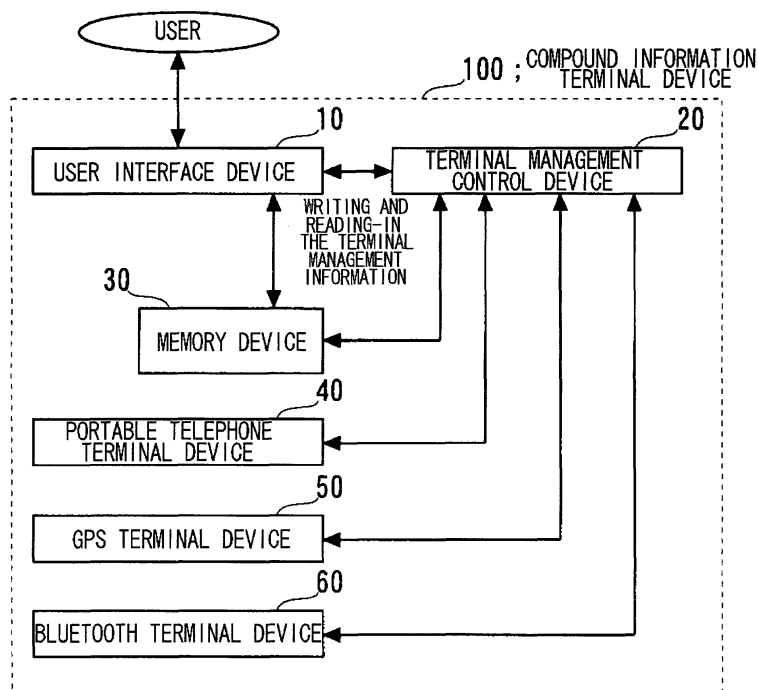 USER
100 ; COMPOUND INFORMATION
TERMINAL DEVICE
10
20
USER INTERFACE DEVICE
TERMINAL MANAGEMENT
CONTROL DEVICE
WRITING AND
READING-IN
THE TERMINAL
MANAGEMENT
INFORMATION
30
MEMORY DEVICE
40
PORTABLE TELEPHONE
TERMINAL DEVICE
50
GPS TERMINAL DEVICE
60
BLUETOOTH TERMINAL DEVICE